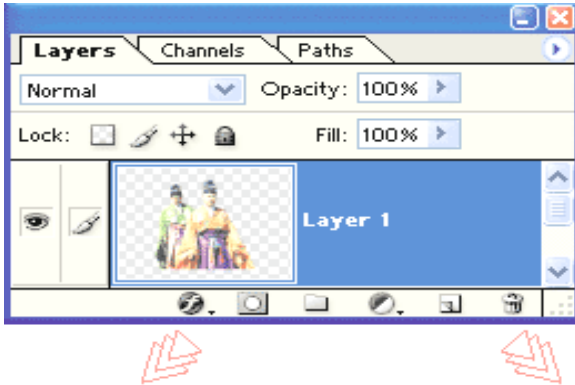 Layers Channels Paths
Normal Opacity: 100%
Lock: Fill: 100%
Layer 1